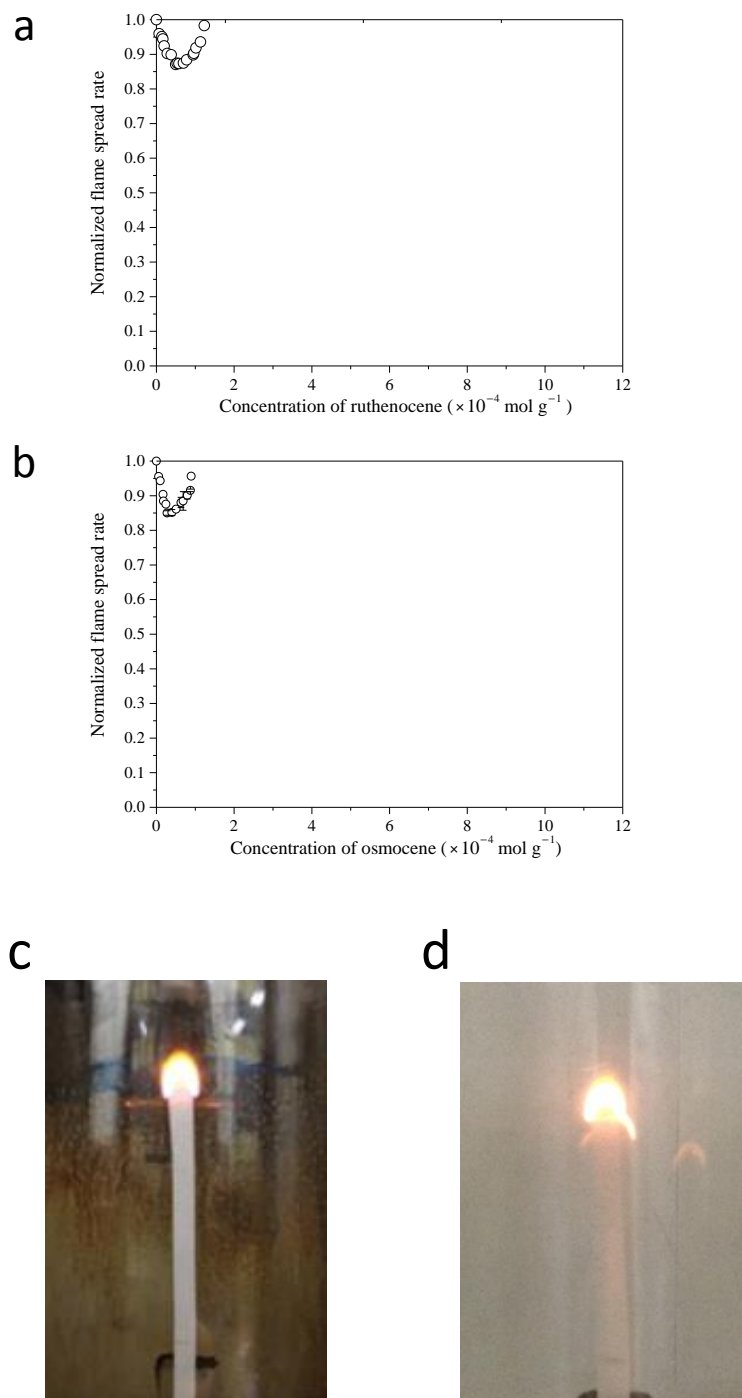 a
1.0
0.9
0.8
0.7
0.6
0.5
0.4
0.3
0.2
0.1
0.0
Normalized flame spread rate
0 2 4 6 8 10 12
Concentration of ruthenocene (×10⁻⁴ mol g⁻¹)
b
1.0
0.9
0.8
0.7
0.6
0.5
0.4
0.3
0.2
0.1
0.0
Normalized flame spread rate
0 2 4 6 8 10 12
Concentration of osmocene (×10⁻⁴ mol g⁻¹)
c d